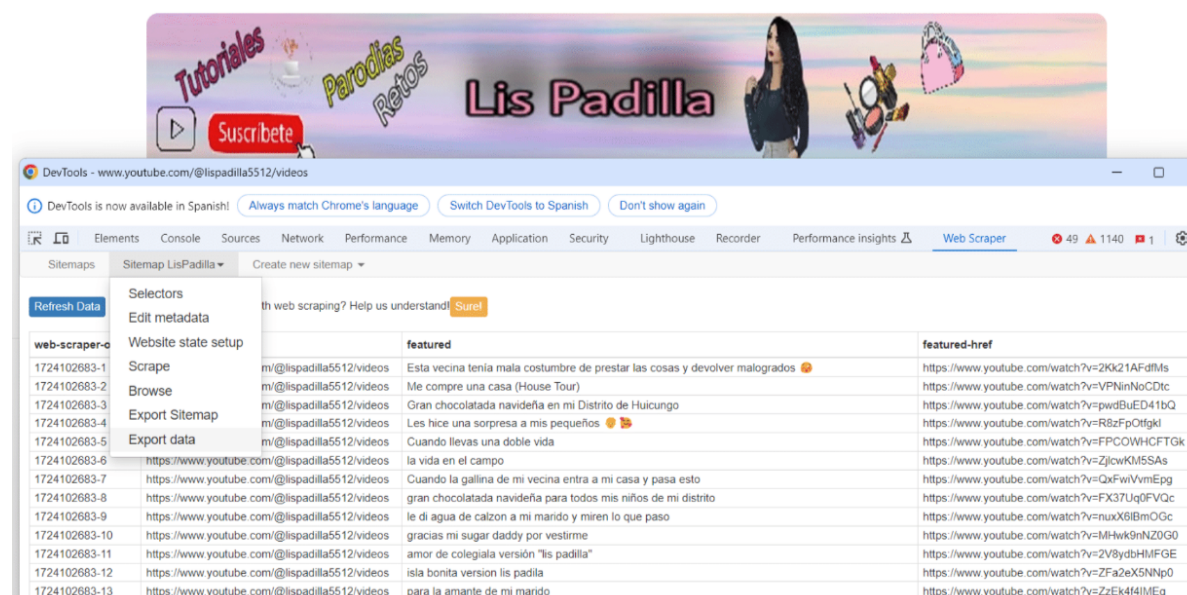 Tutoriales
Parodias
Retos
Lis Padilla
Suscríbete
DevTools - www.youtube.com/@lispadilla5512/videos
DevTools is now available in Spanish! Always match Chrome's language Switch DevTools to Spanish Don't show again
Elements Console Sources Network Performance Memory Application Security Lighthouse Recorder Performance insights Web Scraper 49 1140 1
Sitemaps Sitemap LisPadilla Create new sitemap
Selectors
Refresh Data th web scraping? Help us understand! Sure!
Edit metadata
Website state setup
web-scraper-o featured featured-href
1724102683-1 Scrape m/@lispadilla5512/videos Esta vecina tenía mala costumbre de prestar las cosas y devolver malogrados 😡 https://www.youtube.com/watch?v=2Kk21AFdfMs
1724102683-2 Browse m/@lispadilla5512/videos Me compre una casa (House Tour) https://www.youtube.com/watch?v=VPNinNoCDtc
1724102683-3 Export Sitemap m/@lispadilla5512/videos Gran chocolatada navideña en mi Distrito de Huicungo https://www.youtube.com/watch?v=pwdBuED41bQ
1724102683-4 m/@lispadilla5512/videos Les hice una sorpresa a mis pequeños https://www.youtube.com/watch?v=R8zFpOtfgkI
1724102683-5 Export data m/@lispadilla5512/videos Cuando llevas una doble vida https://www.youtube.com/watch?v=FPCOWHCFTGk
1724102683-6 https://www.youtube.com/@lispadilla5512/videos la vida en el campo https://www.youtube.com/watch?v=ZjlcwKM5SAs
1724102683-7 https://www.youtube.com/@lispadilla5512/videos Cuando la gallina de mi vecina entra a mi casa y pasa esto https://www.youtube.com/watch?v=QxFwiVvmEpg
1724102683-8 https://www.youtube.com/@lispadilla5512/videos gran chocolatada navideña para todos mis niños de mi distrito https://www.youtube.com/watch?v=FX37Uq0FVQc
1724102683-9 https://www.youtube.com/@lispadilla5512/videos le di agua de calzon a mi marido y miren lo que paso https://www.youtube.com/watch?v=nuxX6lBmOGc
1724102683-10 https://www.youtube.com/@lispadilla5512/videos gracias mi sugar daddy por vestirme https://www.youtube.com/watch?v=MHwk9nNZ0G0
1724102683-11 https://www.youtube.com/@lispadilla5512/videos amor de colegiala versión "lis padilla" https://www.youtube.com/watch?v=2V8ydbHMFGE
1724102683-12 https://www.youtube.com/@lispadilla5512/videos isla bonita version lis padila https://www.youtube.com/watch?v=ZFa2eX5NNp0
1724102683-13 https://www.youtube.com/@lispadilla5512/videos para la amante de mi marido https://www.youtube.com/watch?v=ZzEk4f4IMEg